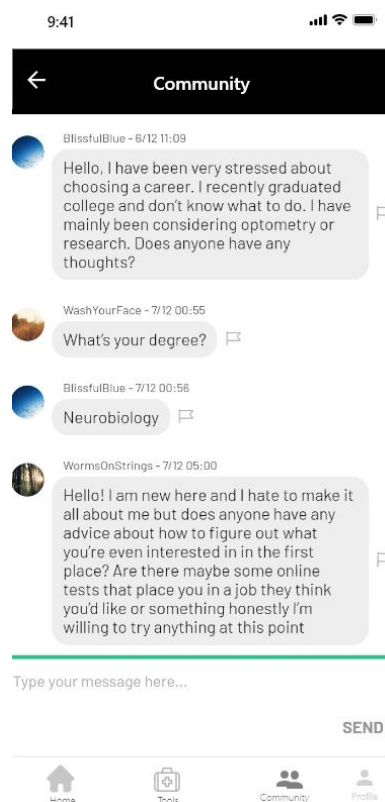 9:41
Community
BlissfulBlue - 6/12 11:09
Hello, I have been very stressed about
choosing a career. I recently graduated
college and don't know what to do. I have
mainly been considering optometry or
research. Does anyone have any
thoughts?
WashYourFace - 7/12 00:55
What's your degree?
BlissfulBlue - 7/12 00:56
Neurobiology
WormsOnStrings - 7/12 05:00
Hello! I am new here and I hate to make it
all about me but does anyone have any
advice about how to figure out what
you're even interested in in the first
place? Are there maybe some online
tests that place you in a job they think
you'd like or something honestly I'm
willing to try anything at this point
Type your message here...
SEND
Home Tools Community Profile